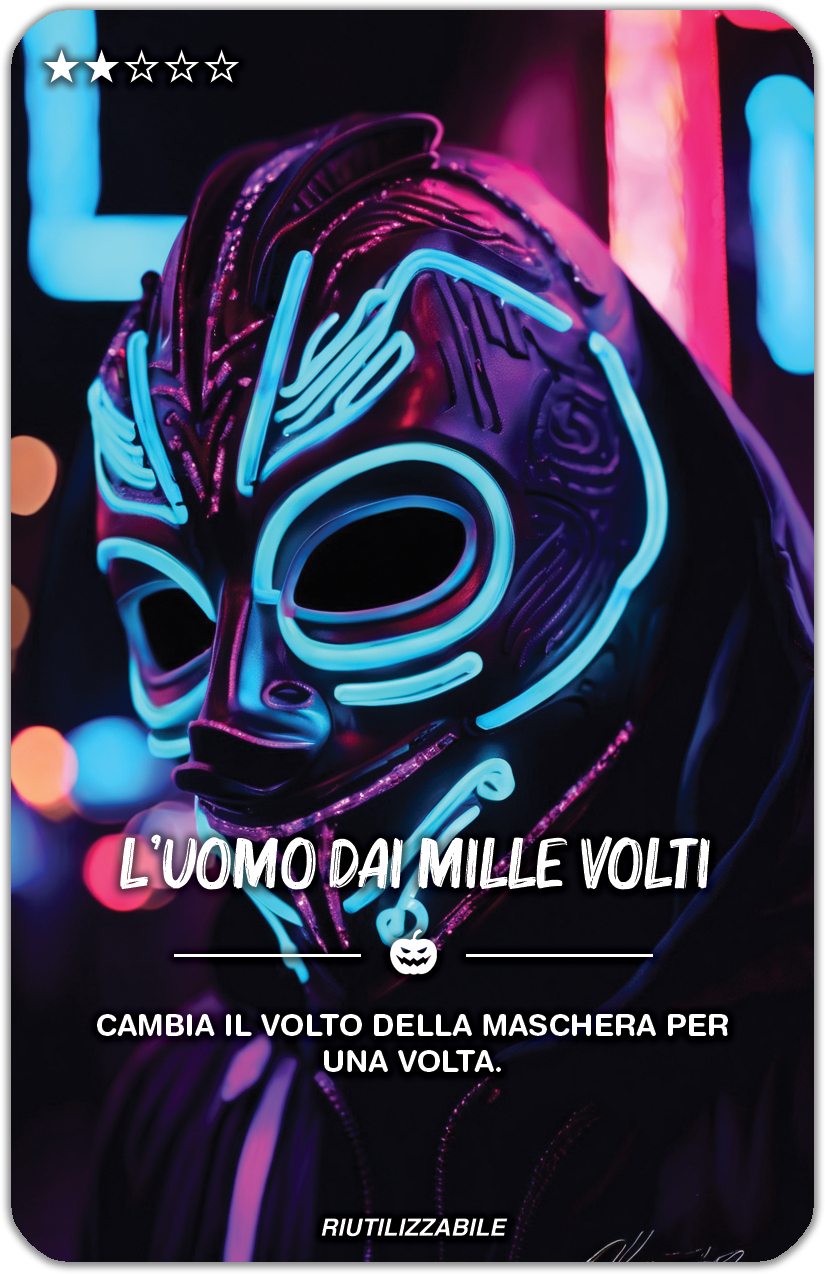 L'UOMO DAI MILLE VOLTI
CAMBIA IL VOLTO DELLA MASCHERA PER
UNA VOLTA.
RIUTILIZZABILE